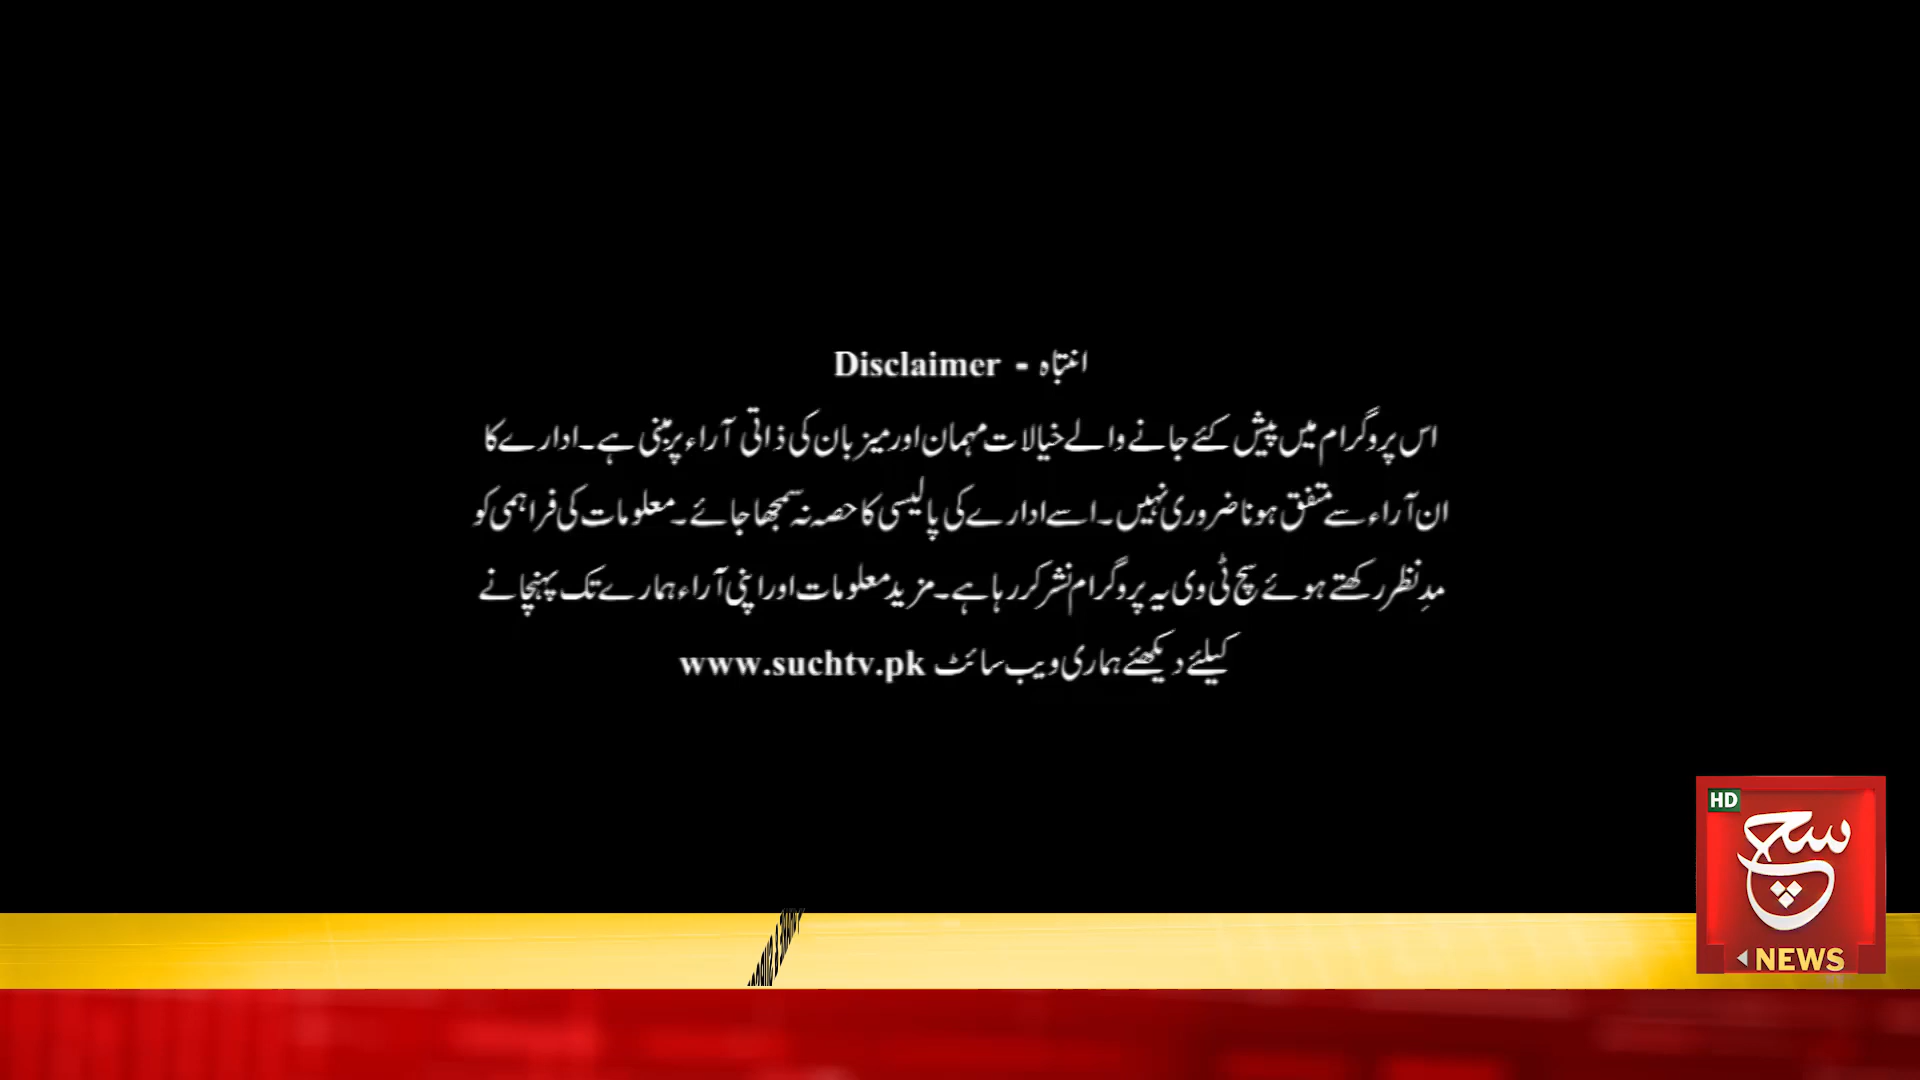 انتباہ - Disclaimer
اس پروگرام میں پیش کئے جانے والے خیالات مہمان اور میزبان کی ذاتی آراء پر مبنی ہے۔ ادارے کا
ان آراء سے متفق ہونا ضروری نہیں۔ اسے ادارے کی پالیسی کا حصہ نہ سمجھا جائے۔ معلومات کی فراہمی کو
مدِنظر رکھتے ہوئے سچ ٹی وی یہ پروگرام نشر کر رہا ہے۔ مزید معلومات اور اپنی آراء ہمارے تک پہنچانے
کیلئے دیکھئے ہماری ویب سائٹ www.suchtv.pk
HD
سچ
NEWS